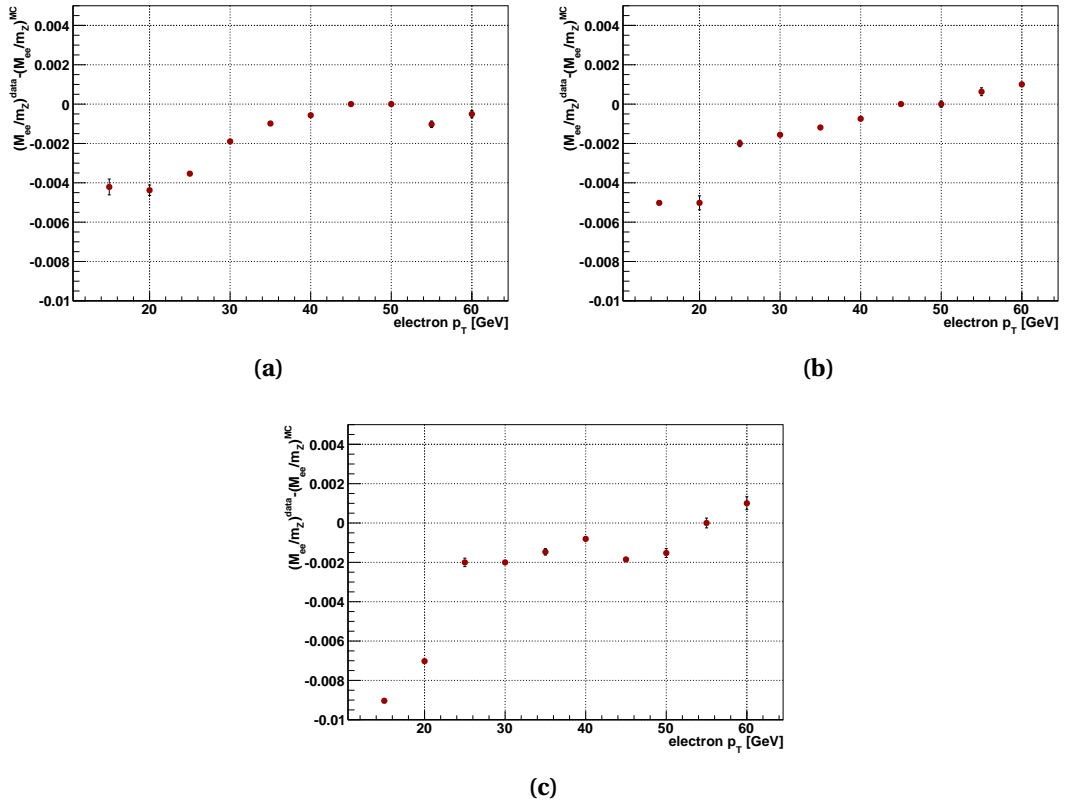 (M_ee/m_Z)^data-(M_ee/m_Z)^MC
0.004
0.002
0
-0.002
-0.004
-0.006
-0.008
-0.01
20 30 40 50 60
electron p_T [GeV]
(a)
(M_ee/m_Z)^data-(M_ee/m_Z)^MC
0.004
0.002
0
-0.002
-0.004
-0.006
-0.008
-0.01
20 30 40 50 60
electron p_T [GeV]
(b)
(M_ee/m_Z)^data-(M_ee/m_Z)^MC
0.004
0.002
0
-0.002
-0.004
-0.006
-0.008
-0.01
20 30 40 50 60
electron p_T [GeV]
(c)